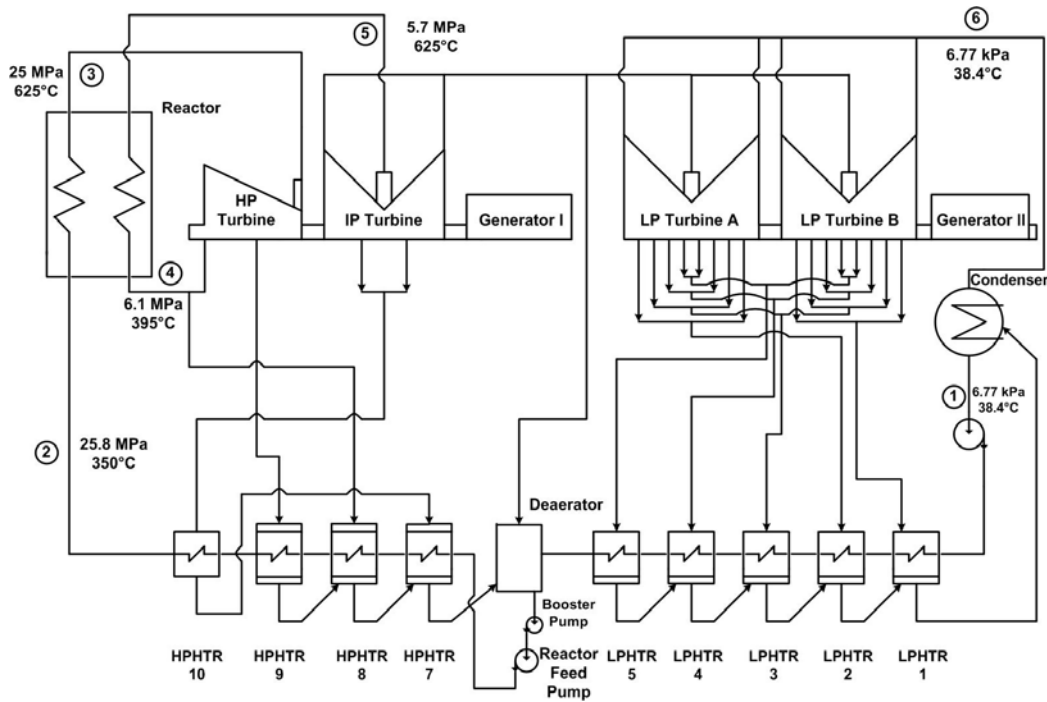 5
5.7 MPa
625°C
6
6.77 kPa
38.4°C
25 MPa
625°C
3
Reactor
HP
Turbine
IP Turbine
Generator I
LP Turbine A
LP Turbine B
Generator II
4
6.1 MPa
395°C
Condenser
1
6.77 kPa
38.4°C
2
25.8 MPa
350°C
Deaerator
Booster
Pump
Reactor
Feed
Pump
HPHTR
10
HPHTR
9
HPHTR
8
HPHTR
7
LPHTR
5
LPHTR
4
LPHTR
3
LPHTR
2
LPHTR
1